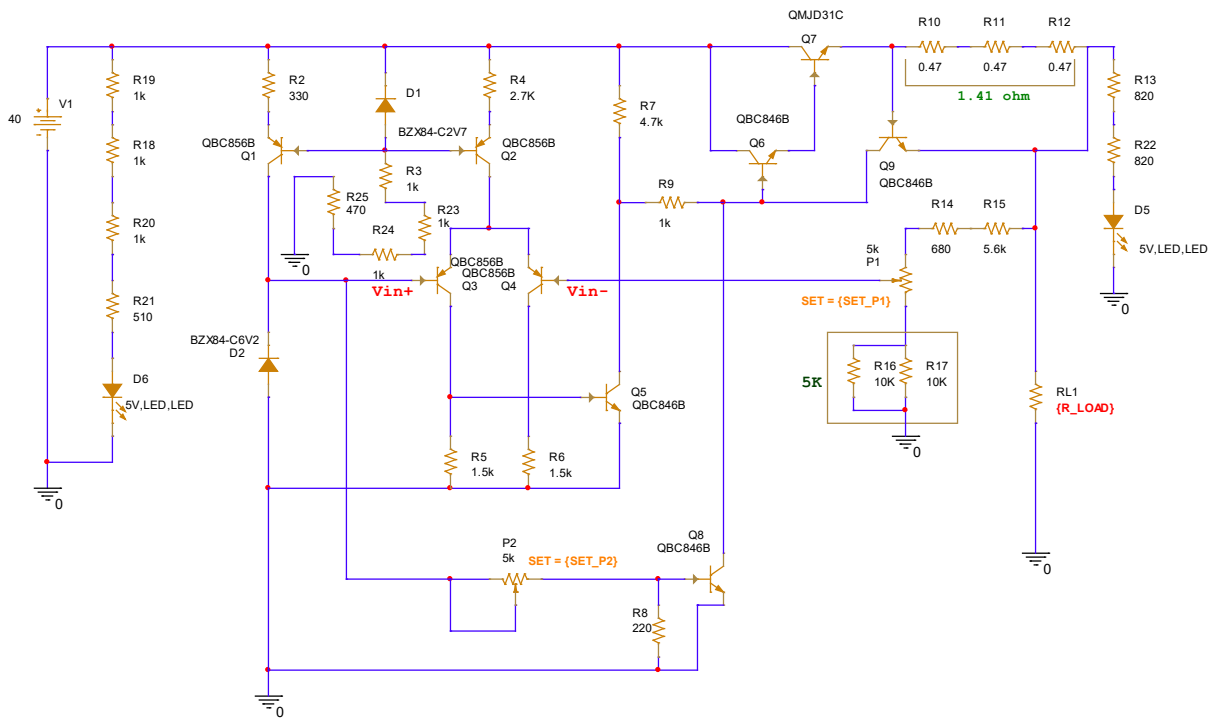 QMJD31C
Q7
R10
R11
R12
0.47
0.47
0.47
1.41 ohm
R19
1k
R2
330
D1
R4
2.7K
R13
820
V1
40
R7
4.7k
QBC846B
Q6
R18
1k
QBC856B
Q1
BZX84-C2V7
QBC856B
Q2
R22
820
Q9
QBC846B
R3
1k
R9
1k
R25
470
R23
1k
R20
1k
R24
1k
R14
680
R15
5.6k
D5
5V,LED,LED
0
5k
P1
QBC856B
QBC856B
Q3
Q4
Vin+
Vin-
SET = {SET_P1}
0
R21
510
BZX84-C6V2
D2
R16
10K
R17
10K
5K
D6
5V,LED,LED
Q5
QBC846B
RL1
{R_LOAD}
0
R5
1.5k
R6
1.5k
0
P2
5k
SET = {SET_P2}
Q8
QBC846B
0
R8
220
0